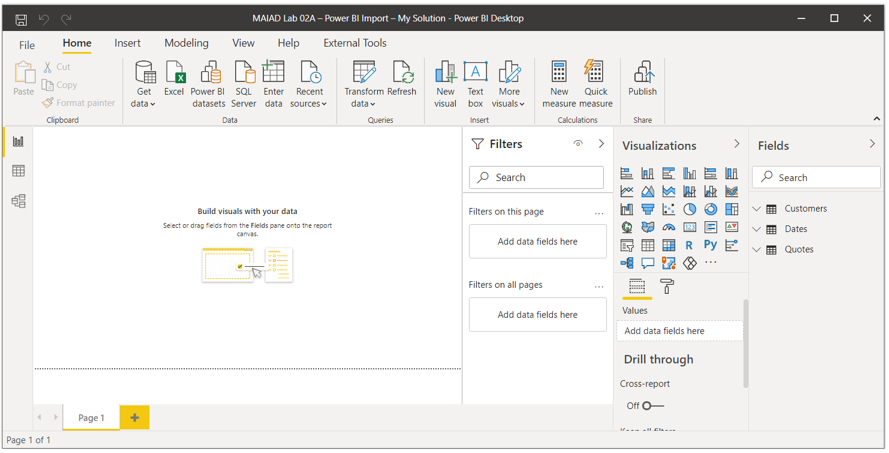 MAIAD Lab 02A – Power BI Import – My Solution - Power BI Desktop
File Home Insert Modeling View Help External Tools
Paste
Cut
Copy
Format painter
Clipboard
Get data
Excel
Power BI datasets
SQL Server
Enter data
Recent sources
Data
Transform data
Refresh
Queries
New visual
Text box
More visuals
Insert
New measure
Quick measure
Calculations
Publish
Share
Build visuals with your data
Select or drag fields from the Fields pane onto the report
canvas.
Filters
Search
Filters on this page
...
Add data fields here
Filters on all pages
...
Add data fields here
Visualizations
R Py
...
Values
Add data fields here
Drill through
Cross-report
Off
Keep all filters
Fields
Search
Customers
Dates
Quotes
Page 1
Page 1 of 1